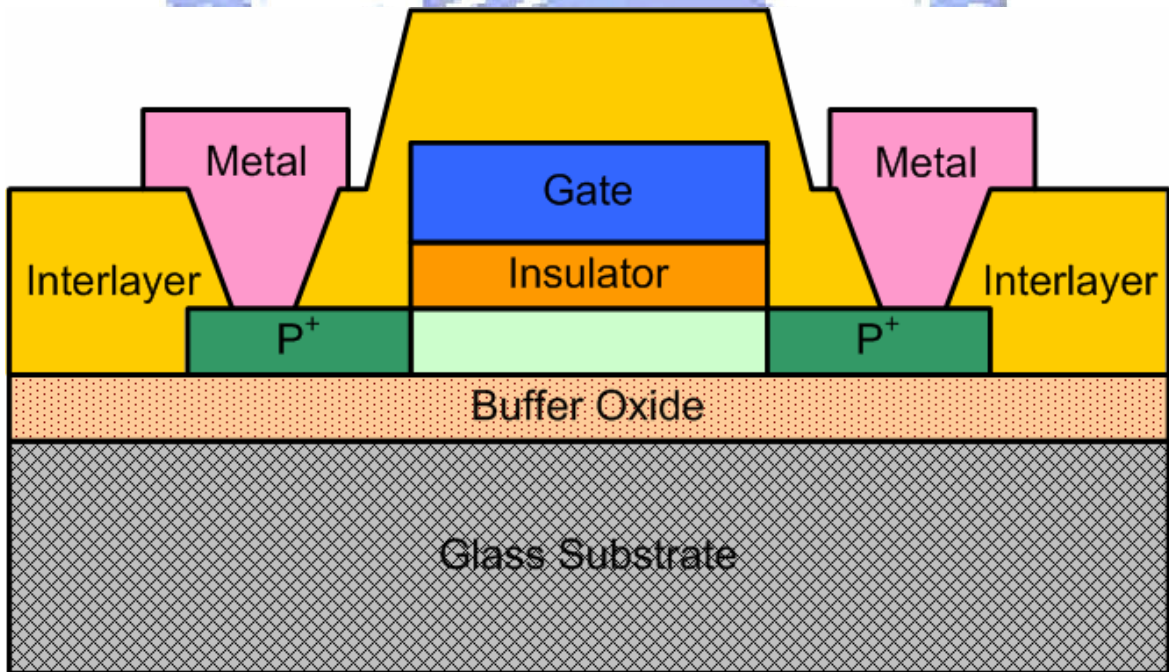 Metal
Metal
Gate
Interlayer
Insulator
Interlayer
P⁺
P⁺
Buffer Oxide
Glass Substrate